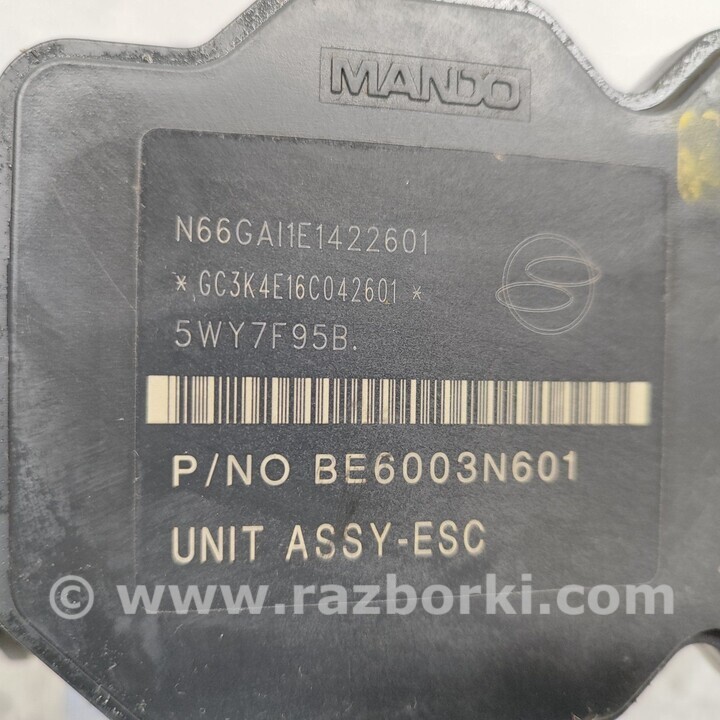 MANDO
N66GAI1E1422601
*GC3K4E16C042601 *
5WY7F95B.
P/NO BE6003N601
UNIT ASSY-ESC
© www.razborki.com